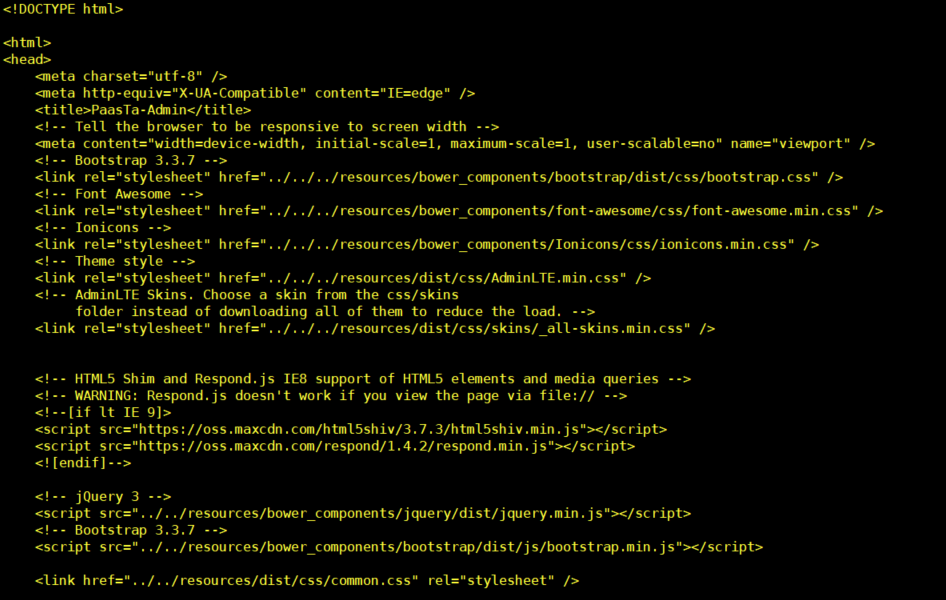 <!DOCTYPE html>
<html>
<head>
<meta charset="utf-8" />
<meta http-equiv="X-UA-Compatible" content="IE=edge" />
<title>PaasTa-Admin</title>
<!-- Tell the browser to be responsive to screen width -->
<meta content="width=device-width, initial-scale=1, maximum-scale=1, user-scalable=no" name="viewport" />
<!-- Bootstrap 3.3.7 -->
<link rel="stylesheet" href="../../../resources/bower_components/bootstrap/dist/css/bootstrap.css" />
<!-- Font Awesome -->
<link rel="stylesheet" href="../../../resources/bower_components/font-awesome/css/font-awesome.min.css" />
<!-- Ionicons -->
<link rel="stylesheet" href="../../../resources/bower_components/Ionicons/css/ionicons.min.css" />
<!-- Theme style -->
<link rel="stylesheet" href="../../../resources/dist/css/AdminLTE.min.css" />
<!-- AdminLTE Skins. Choose a skin from the css/skins
folder instead of downloading all of them to reduce the load. -->
<link rel="stylesheet" href="../../../resources/dist/css/skins/_all-skins.min.css" />
<!-- HTML5 Shim and Respond.js IE8 support of HTML5 elements and media queries -->
<!-- WARNING: Respond.js doesn't work if you view the page via file:// -->
<!--[if lt IE 9]>
<script src="https://oss.maxcdn.com/html5shiv/3.7.3/html5shiv.min.js"></script>
<script src="https://oss.maxcdn.com/respond/1.4.2/respond.min.js"></script>
<![endif]-->
<!-- jQuery 3 -->
<script src="../../resources/bower_components/jquery/dist/jquery.min.js"></script>
<!-- Bootstrap 3.3.7 -->
<script src="../../resources/bower_components/bootstrap/dist/js/bootstrap.min.js"></script>
<link href="../../resources/dist/css/common.css" rel="stylesheet" />